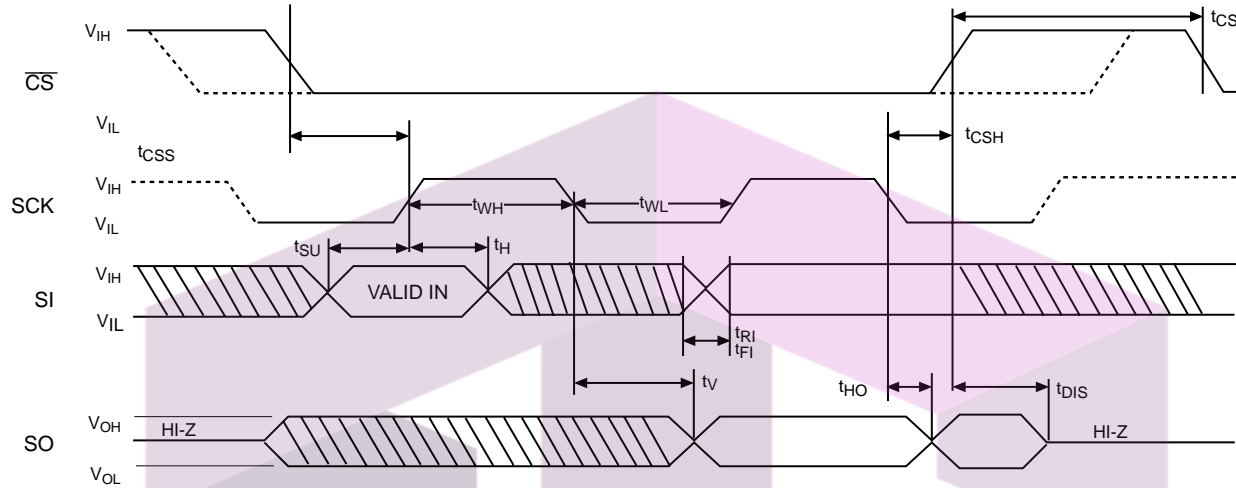 VIH
tCS
CS
VIL
tCSS
tCSH
VIH
SCK
tWH
tWL
VIL
tSU
tH
VIH
SI
VALID IN
VIL
tRI
tFI
tV
tHO
tDIS
VOH
HI-Z
HI-Z
SO
VOL